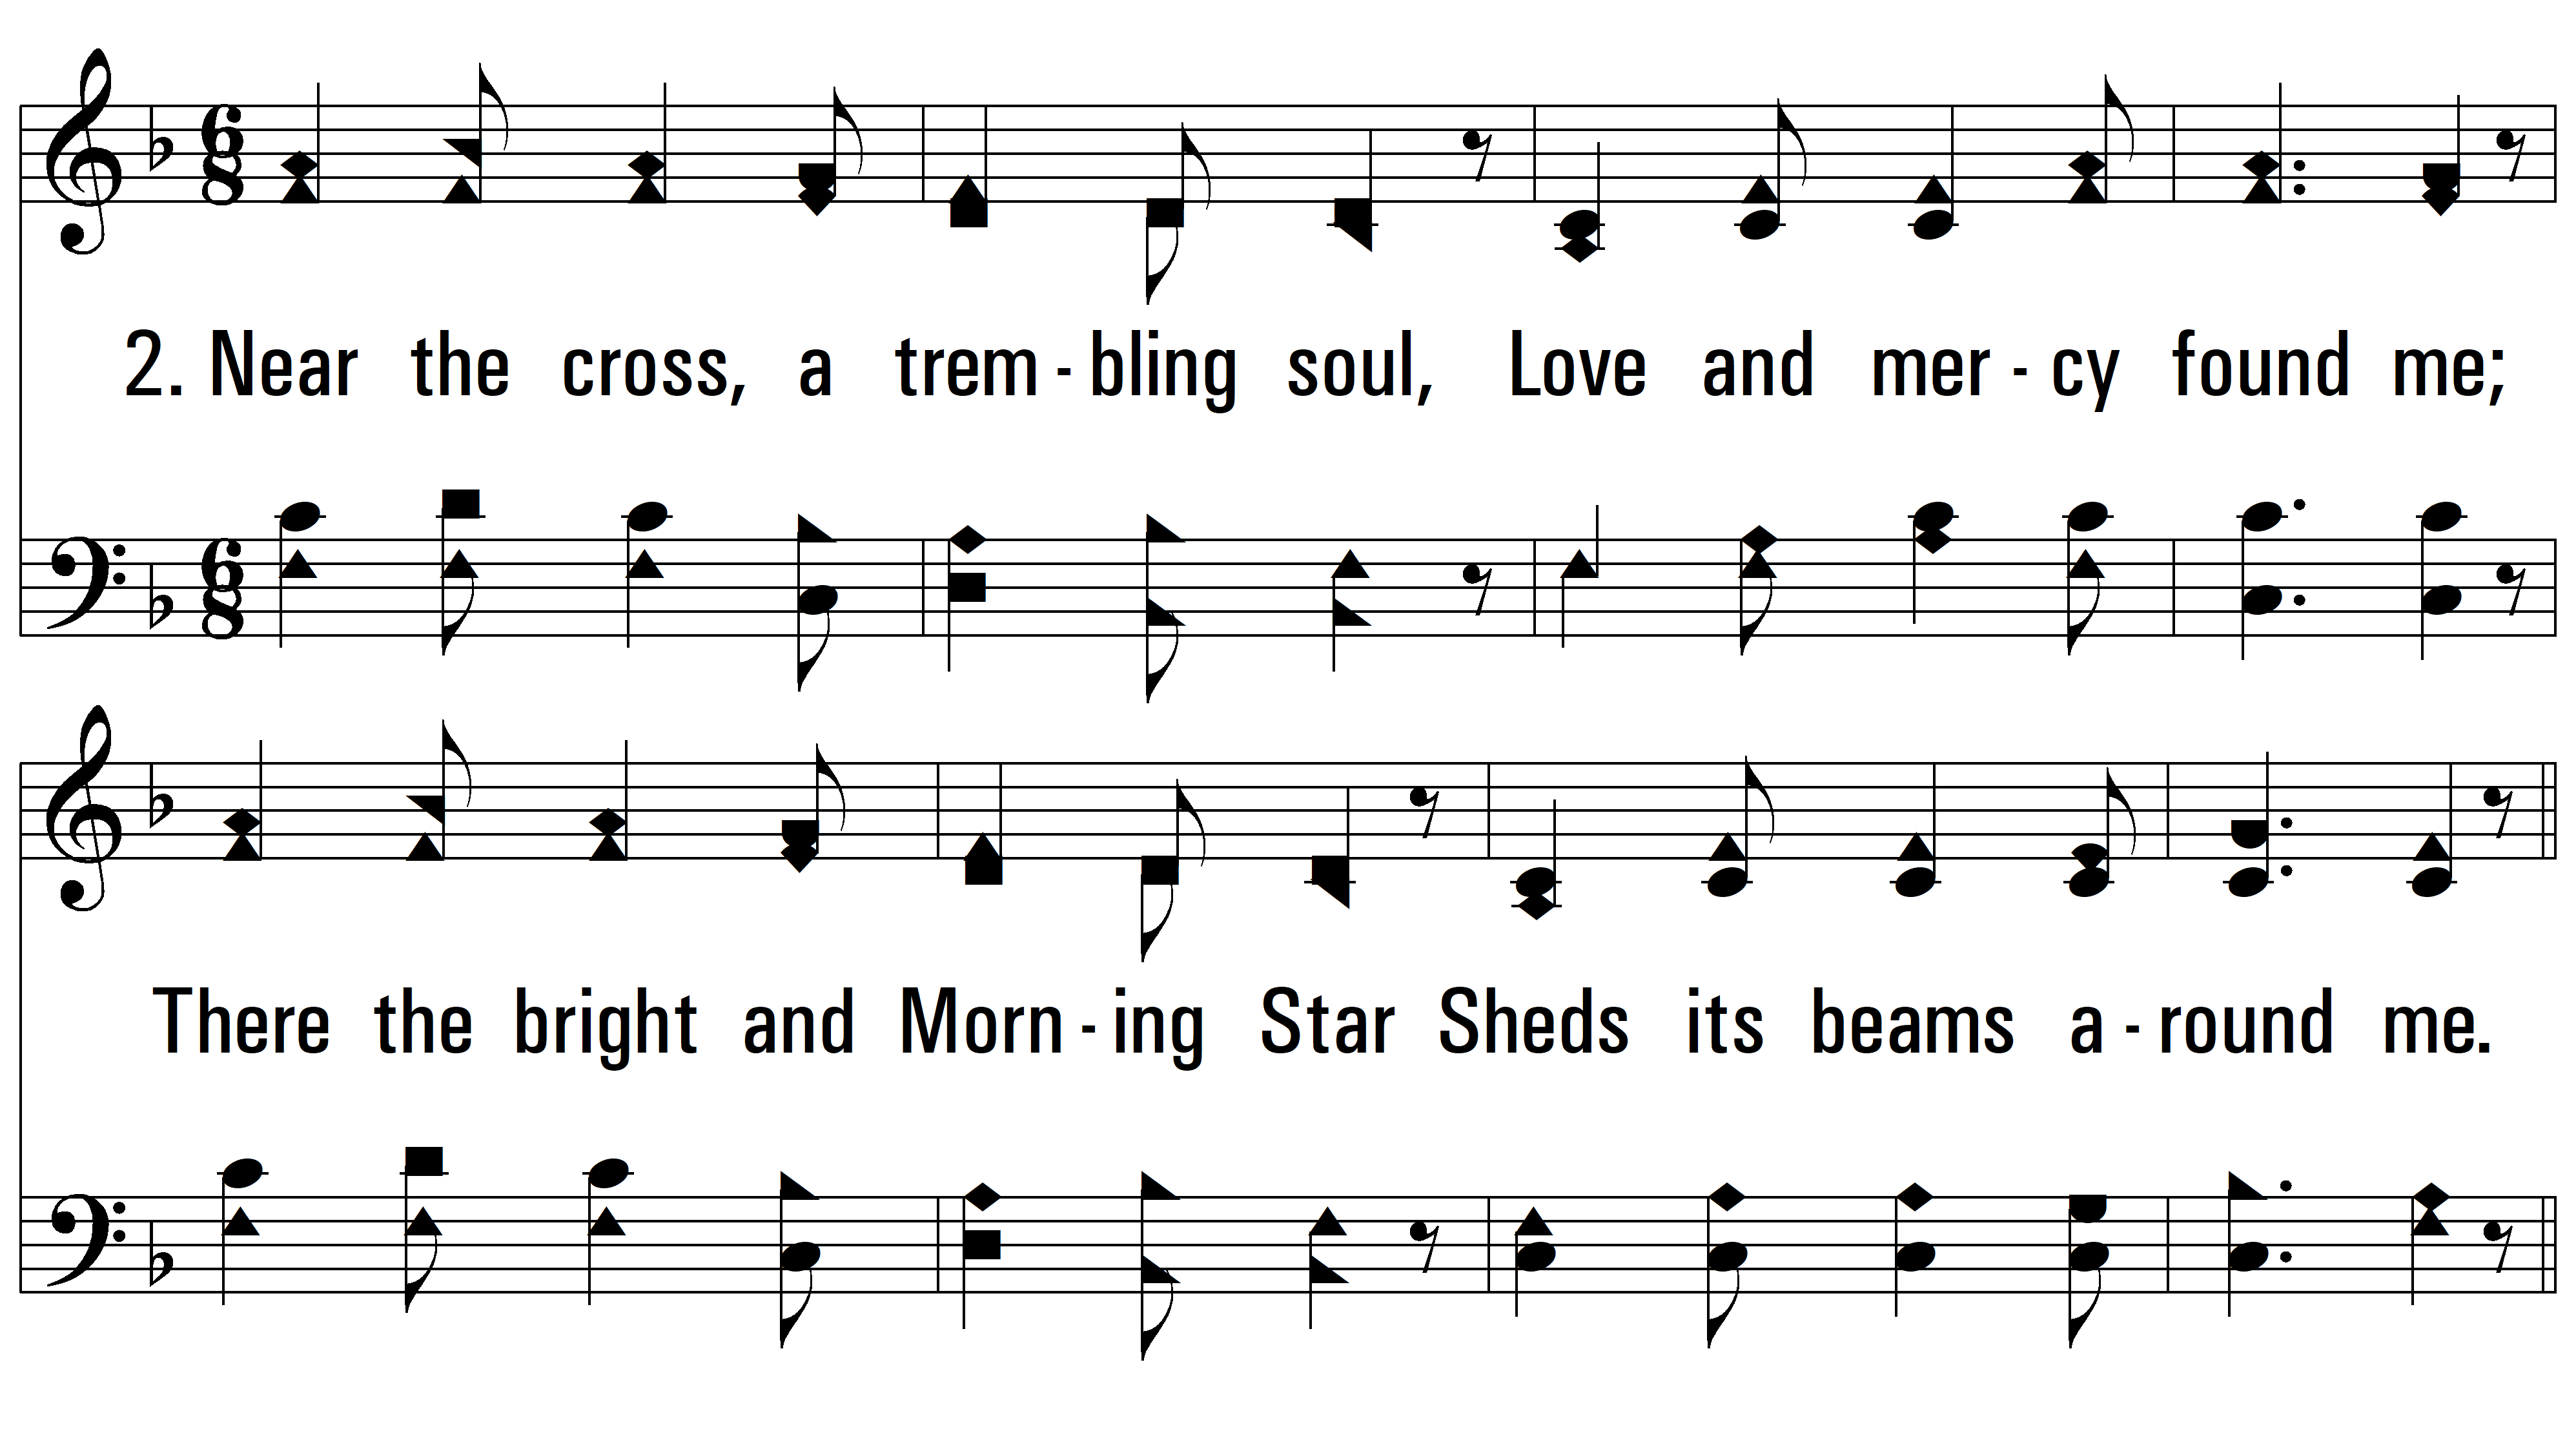 2. Near the cross, a trem - bling soul, Love and mer - cy found me;
There the bright and Morn - ing Star Sheds its beams a - round me.